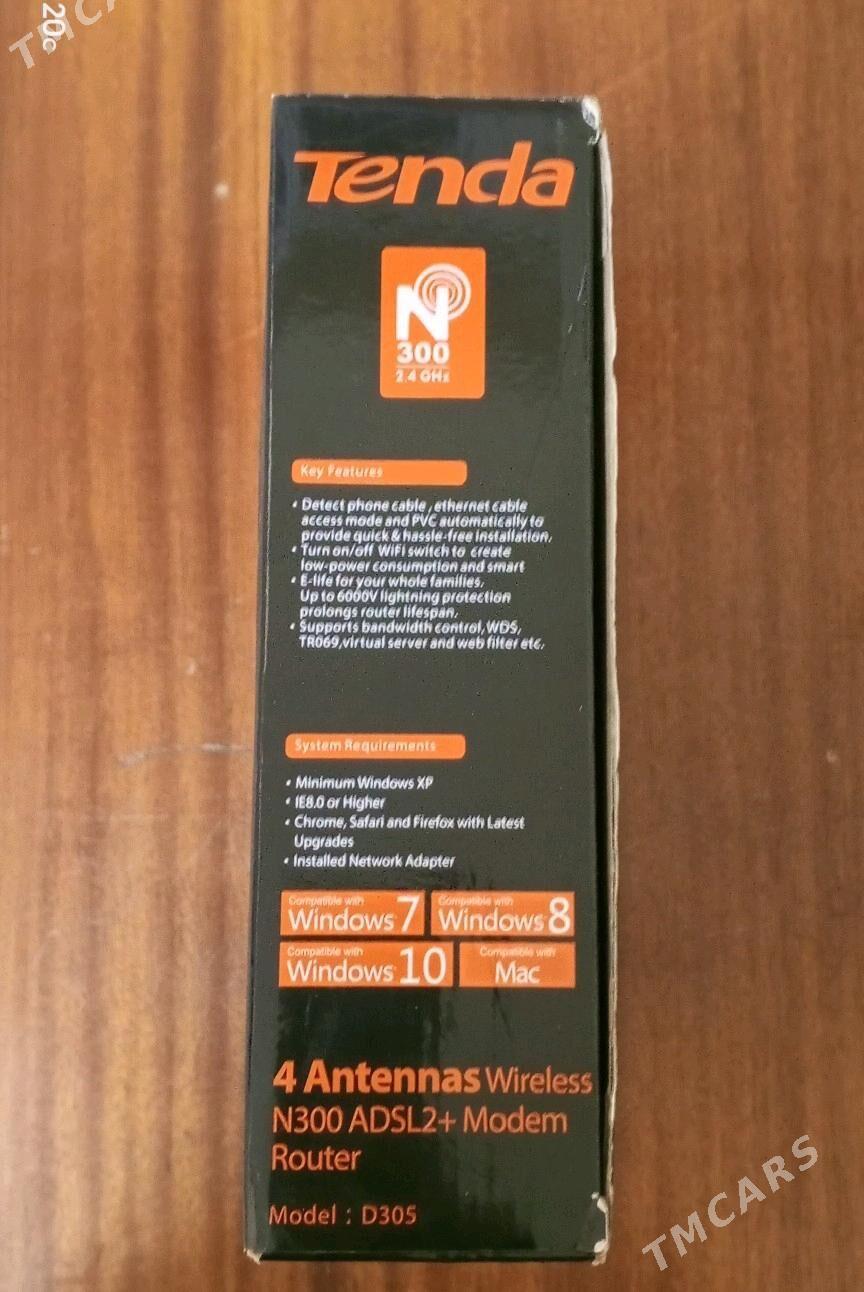 TMCA
20c
Tenda
N
300
2.4 GHz
Key Features
• Detect phone cable ,ethernet cable
access mode and PVC automatically to
provide quick & hassle-free installation.
• Turn on/off WiFi switch to create
low-power consumption and smart
• E-life for your whole families.
Up to 6000V lightning protection
prolongs router lifespan.
• Supports bandwidth control, WDS,
TR069,virtual server and web filter etc.
System Requirements
• Minimum Windows XP
• IE8.0 or Higher
• Chrome, Safari and Firefox with Latest
Upgrades
• Installed Network Adapter
Compatible with
Windows 7
Compatible with
Windows 8
Compatible with
Windows 10
Compatible with
Mac
4 Antennas Wireless
N300 ADSL2+ Modem
Router
Model : D305
TMCARS